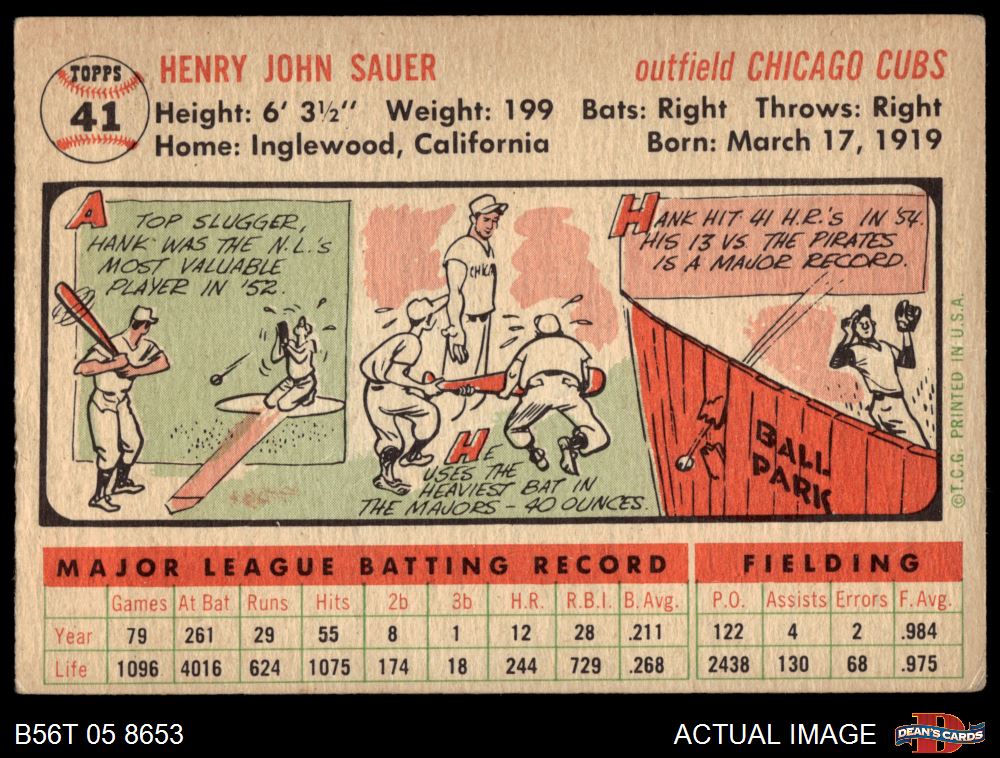 TOPPS
41
HENRY JOHN SAUER
outfield CHICAGO CUBS
Height: 6' 3½" Weight: 199 Bats: Right Throws: Right
Home: Inglewood, California Born: March 17, 1919
A TOP SLUGGER,
HANK WAS THE N.L.'s
MOST VALUABLE
PLAYER IN '52.
CHICA
HE
USES THE
HEAVIEST BAT IN
THE MAJORS - 40 OUNCES.
HANK HIT 41 H.R.'s IN '54.
HIS 13 VS. THE PIRATES
IS A MAJOR RECORD.
BALL
PARK
©T.C.G. PRINTED IN U.S.A.
MAJOR LEAGUE BATTING RECORD FIELDING
Games At Bat Runs Hits 2b 3b H.R. R.B.I. B. Avg. P.O. Assists Errors F. Avg.
Year 79 261 29 55 8 1 12 28 .211 122 4 2 .984
Life 1096 4016 624 1075 174 18 244 729 .268 2438 130 68 .975
B56T 05 8653 ACTUAL IMAGE
DEAN'S CARDS